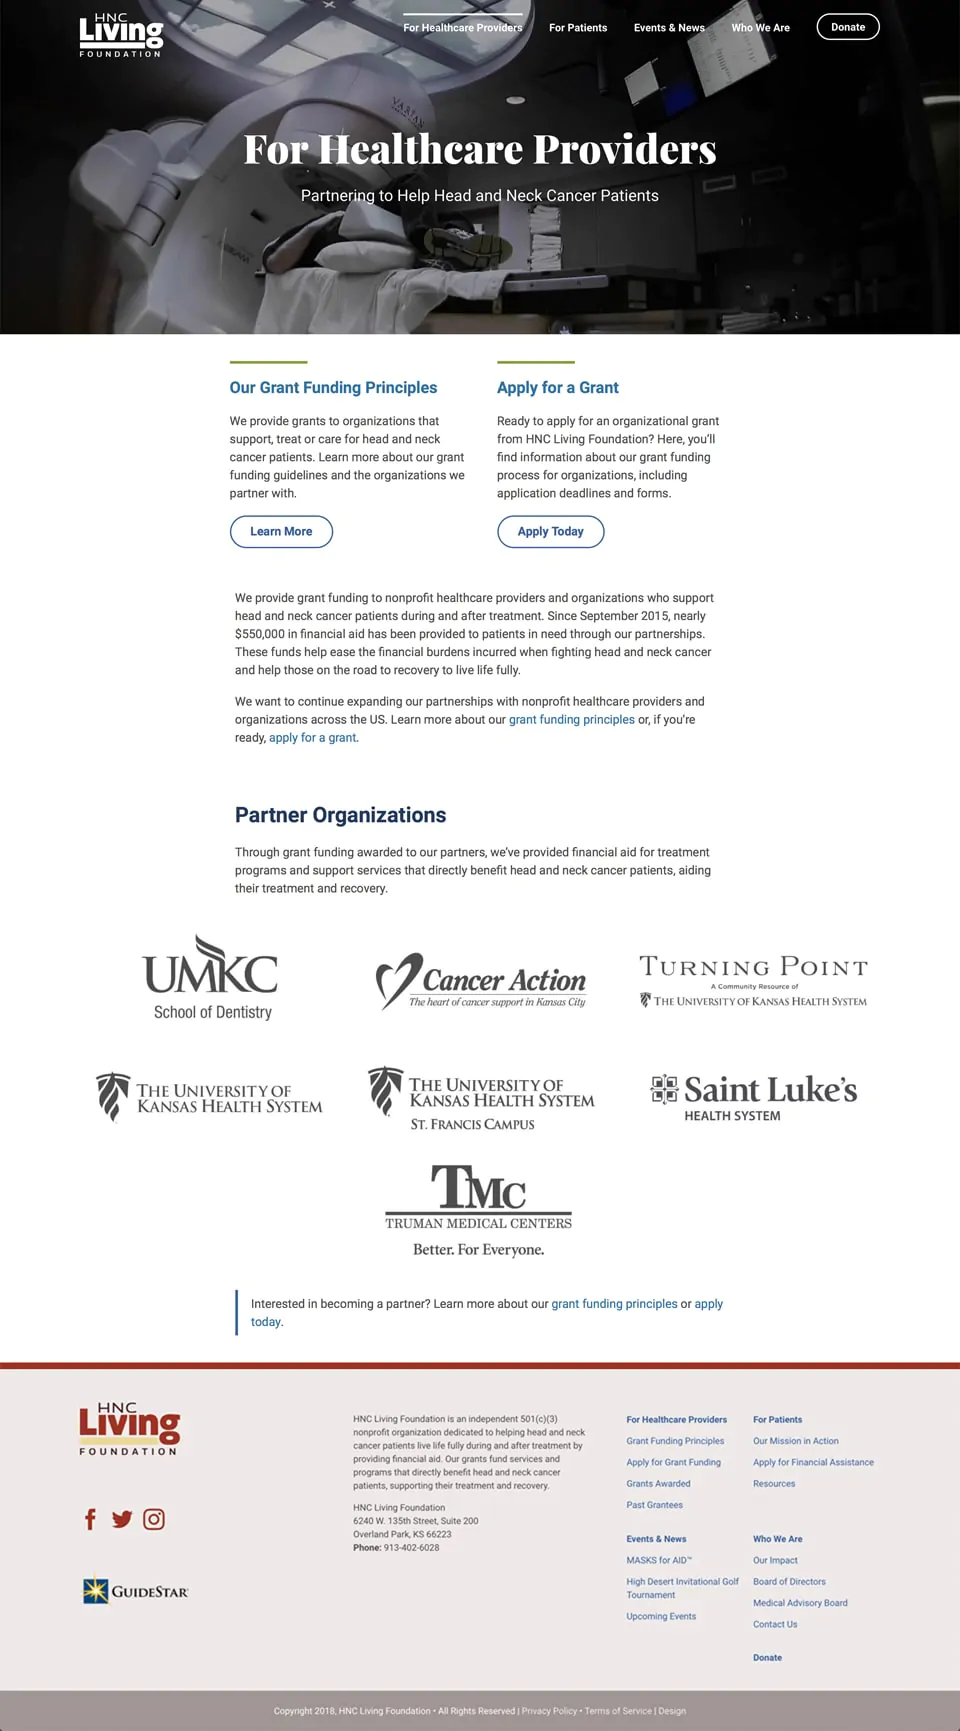 HNC
Living
FOUNDATION
For Healthcare Providers
For Patients
Events & News
Who We Are
Donate
VARIAN
For Healthcare Providers
Partnering to Help Head and Neck Cancer Patients
Our Grant Funding Principles
We provide grants to organizations that
support, treat or care for head and neck
cancer patients. Learn more about our grant
funding guidelines and the organizations we
partner with.
Learn More
Apply for a Grant
Ready to apply for an organizational grant
from HNC Living Foundation? Here, you'll
find information about our grant funding
process for organizations, including
application deadlines and forms.
Apply Today
We provide grant funding to nonprofit healthcare providers and organizations who support
head and neck cancer patients during and after treatment. Since September 2015, nearly
$550,000 in financial aid has been provided to patients in need through our partnerships.
These funds help ease the financial burdens incurred when fighting head and neck cancer
and help those on the road to recovery to live life fully.
We want to continue expanding our partnerships with nonprofit healthcare providers and
organizations across the US. Learn more about our grant funding principles or, if you're
ready, apply for a grant.
Partner Organizations
Through grant funding awarded to our partners, we've provided financial aid for treatment
programs and support services that directly benefit head and neck cancer patients, aiding
their treatment and recovery.
UMKC
School of Dentistry
Cancer Action
The heart of cancer support in Kansas City
TURNING POINT
A Community Resource of
THE UNIVERSITY OF KANSAS HEALTH SYSTEM
THE UNIVERSITY OF
KANSAS HEALTH SYSTEM
THE UNIVERSITY OF
KANSAS HEALTH SYSTEM
ST. FRANCIS CAMPUS
Saint Luke's
HEALTH SYSTEM
TMC
TRUMAN MEDICAL CENTERS
Better. For Everyone.
Interested in becoming a partner? Learn more about our grant funding principles or apply
today.
HNC
Living
FOUNDATION
GUIDESTAR
HNC Living Foundation is an independent 501(c)(3)
nonprofit organization dedicated to helping head and neck
cancer patients live life fully during and after treatment by
providing financial aid. Our grants fund services and
programs that directly benefit head and neck cancer
patients, supporting their treatment and recovery.
HNC Living Foundation
6240 W. 135th Street, Suite 200
Overland Park, KS 66223
Phone: 913-402-6028
For Healthcare Providers
Grant Funding Principles
Apply for Grant Funding
Grants Awarded
Past Grantees
For Patients
Our Mission in Action
Apply for Financial Assistance
Resources
Events & News
MASKS for AID™
High Desert Invitational Golf
Tournament
Upcoming Events
Who We Are
Our Impact
Board of Directors
Medical Advisory Board
Contact Us
Donate
Copyright 2018, HNC Living Foundation • All Rights Reserved | Privacy Policy • Terms of Service | Design